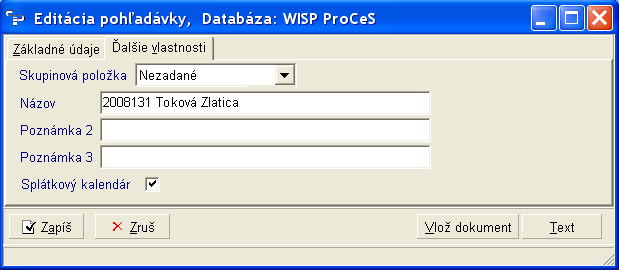 Editácia pohľadávky, Databáza: WISP ProCeS
Základné údaje Ďalšie vlastnosti
Skupinová položka Nezadané
Názov 2008131 Toková Zlatica
Poznámka 2
Poznámka 3
Splátkový kalendár
Zapíš Zruš Vlož dokument Text